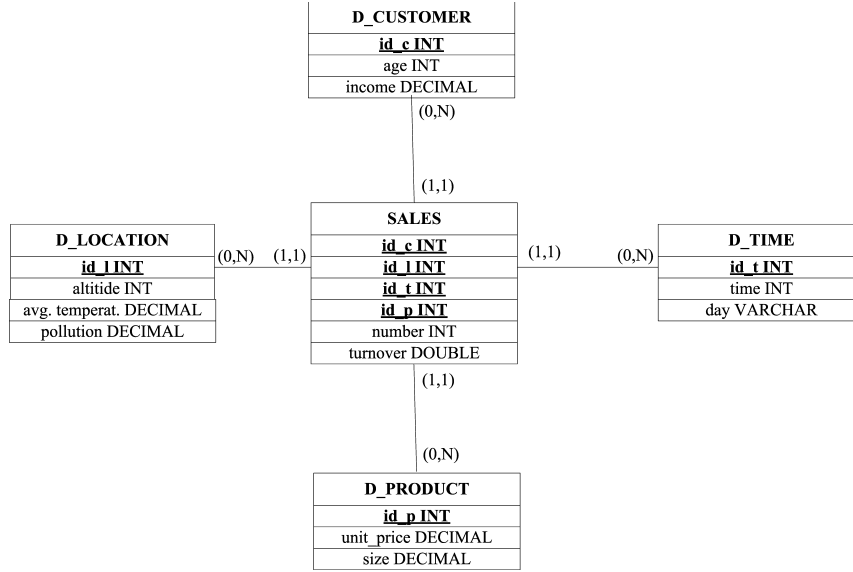 D_CUSTOMER
id_c INT
age INT
income DECIMAL
(0,N)
(1,1)
D_LOCATION
id_l INT
altitide INT
avg. temperat. DECIMAL
pollution DECIMAL
(0,N)
(1,1)
SALES
id_c INT
id_l INT
id_t INT
id_p INT
number INT
turnover DOUBLE
(1,1)
(0,N)
D_TIME
id_t INT
time INT
day VARCHAR
(1,1)
(0,N)
D_PRODUCT
id_p INT
unit_price DECIMAL
size DECIMAL